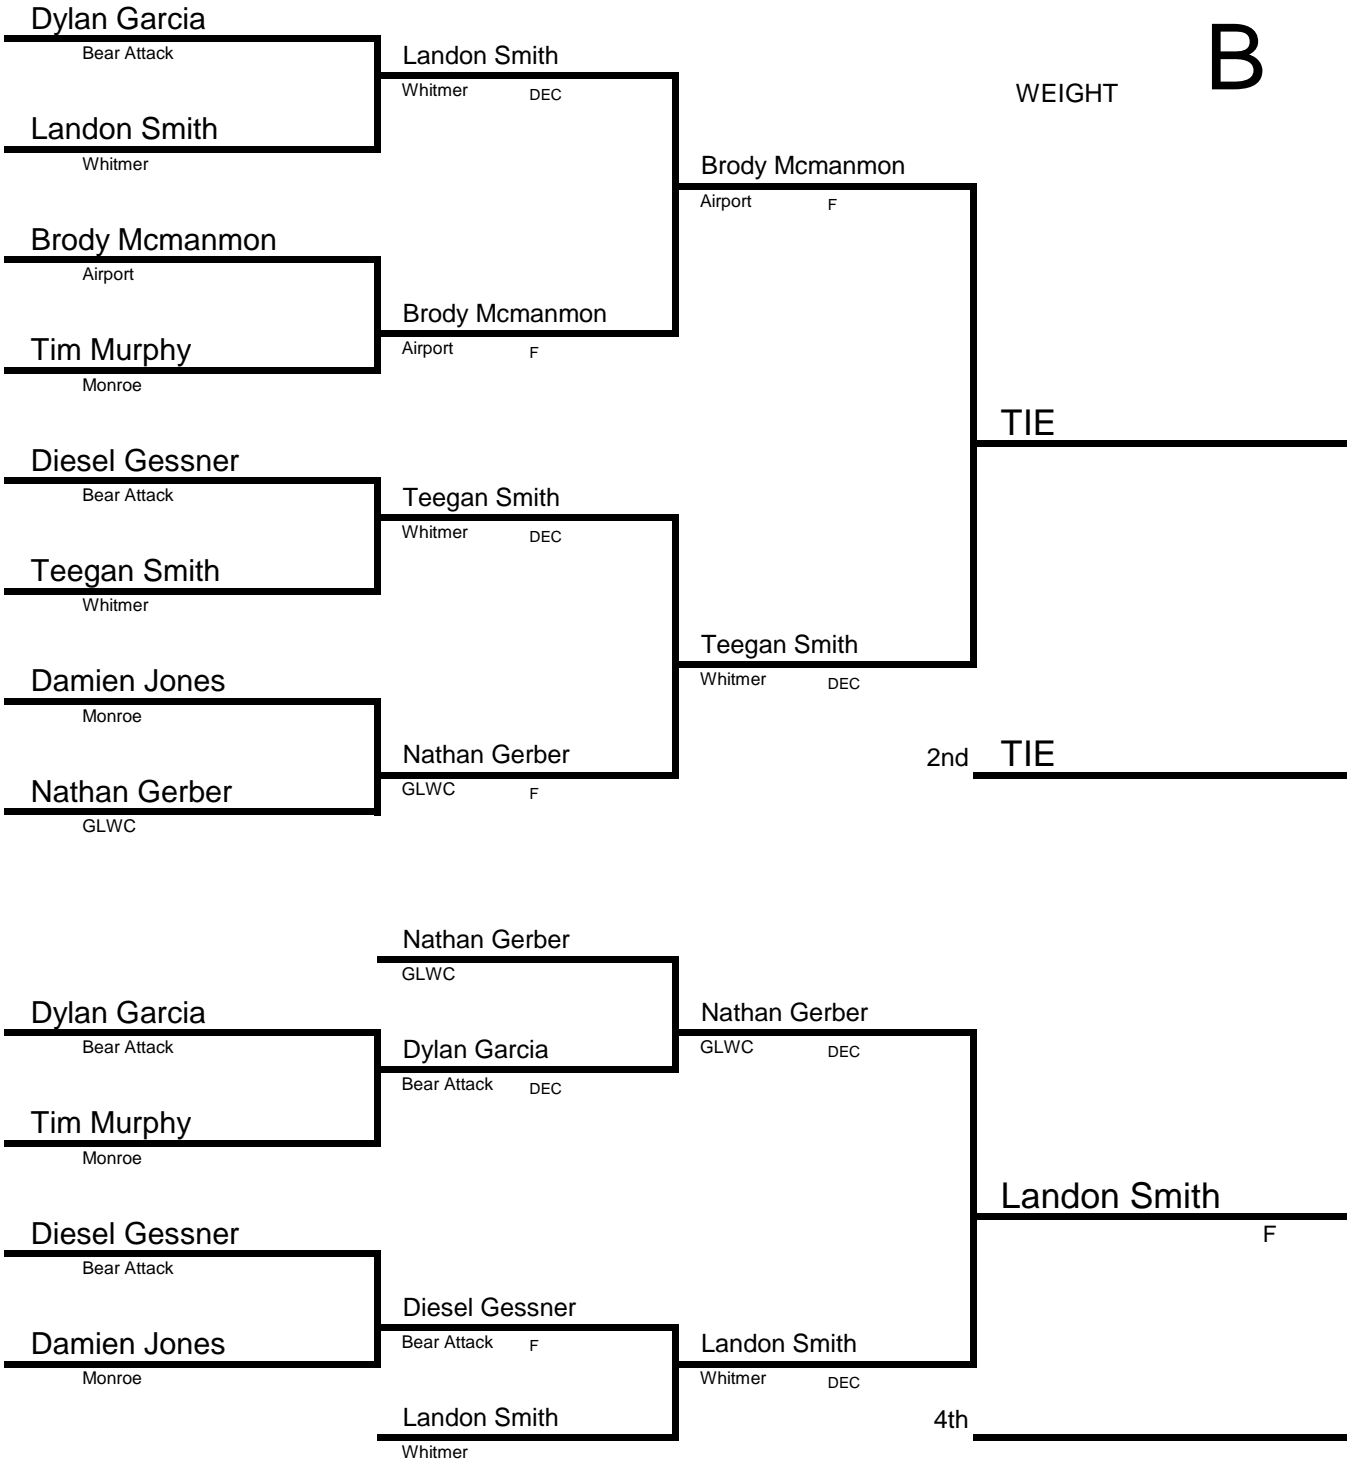 Dylan Garcia
Bear Attack
Landon Smith
Whitmer DEC
B
WEIGHT
Landon Smith
Whitmer
Brody Mcmanmon
Airport F
Brody Mcmanmon
Airport
Brody Mcmanmon
Airport F
Tim Murphy
Monroe
TIE
Diesel Gessner
Bear Attack
Teegan Smith
Whitmer DEC
Teegan Smith
Whitmer
Teegan Smith
Whitmer DEC
Damien Jones
Monroe
Nathan Gerber
GLWC F
2nd TIE
Nathan Gerber
GLWC
Nathan Gerber
GLWC
Dylan Garcia
Bear Attack
Nathan Gerber
GLWC DEC
Dylan Garcia
Bear Attack DEC
Tim Murphy
Monroe
Landon Smith
F
Diesel Gessner
Bear Attack
Diesel Gessner
Bear Attack F
Damien Jones
Monroe
Landon Smith
Whitmer DEC
Landon Smith
Whitmer
4th